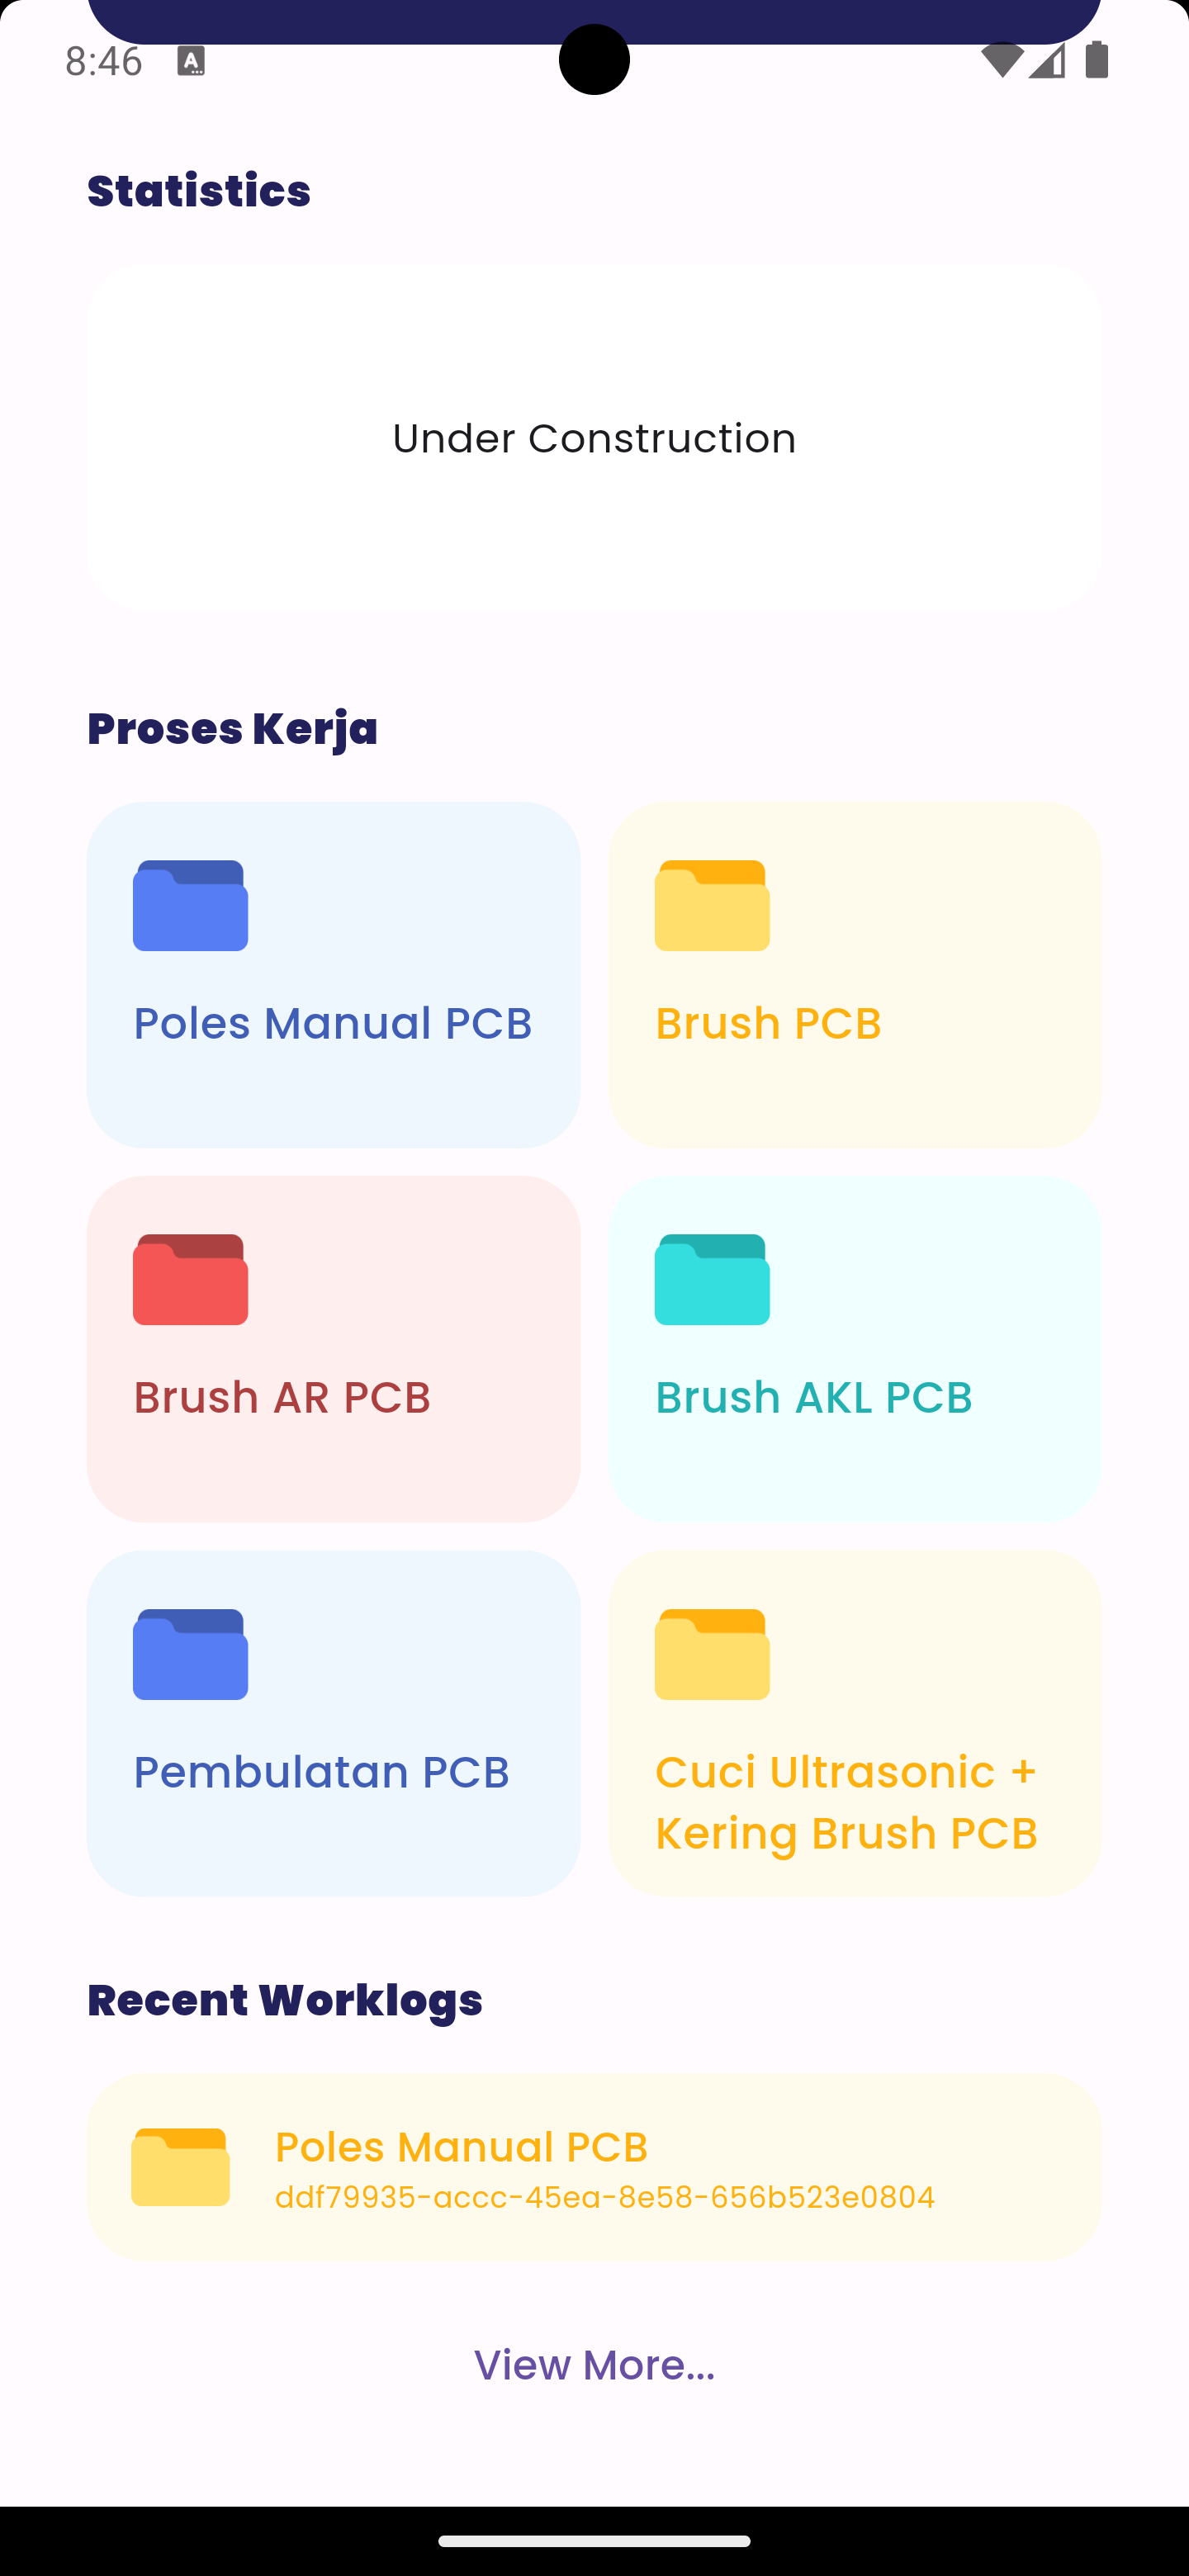 8:46
Statistics
Under Construction
Proses Kerja
Poles Manual PCB
Brush PCB
Brush AR PCB
Brush AKL PCB
Pembulatan PCB
Cuci Ultrasonic +
Kering Brush PCB
Recent Worklogs
Poles Manual PCB
ddf79935-accc-45ea-8e58-656b523e0804
View More...